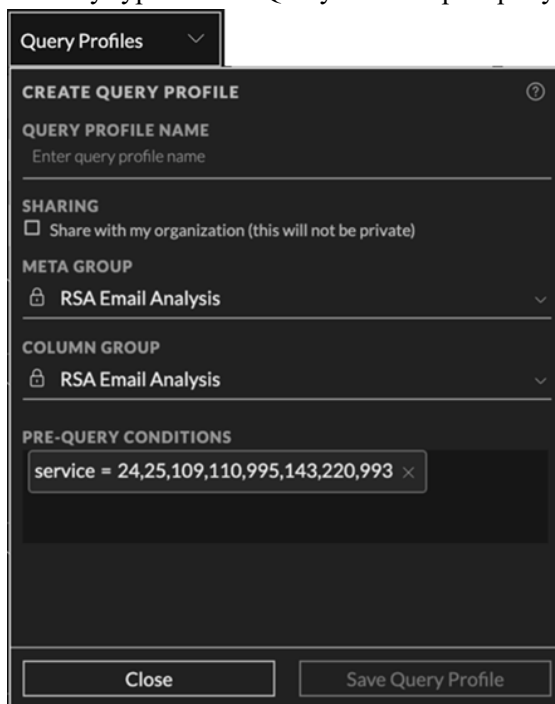 Query Profiles
CREATE QUERY PROFILE
QUERY PROFILE NAME
Enter query profile name
SHARING
Share with my organization (this will not be private)
META GROUP
RSA Email Analysis
COLUMN GROUP
RSA Email Analysis
PRE-QUERY CONDITIONS
service = 24,25,109,110,995,143,220,993 ×
Close
Save Query Profile